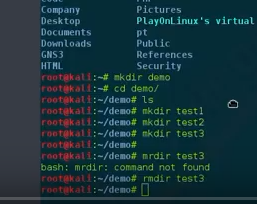 Company Pictures
Desktop PlayOnLinux's virtual
Documents pt
Downloads Public
GNS3 References
HTML Security
root@kali:~# mkdir demo
root@kali:~# cd demo/
root@kali:~/demo# ls
root@kali:~/demo# mkdir test1
root@kali:~/demo# mkdir test2
root@kali:~/demo# mkdir test3
root@kali:~/demo#
root@kali:~/demo# mrdir test3
bash: mrdir: command not found
root@kali:~/demo# rmdir test3
root@kali:~/demo#